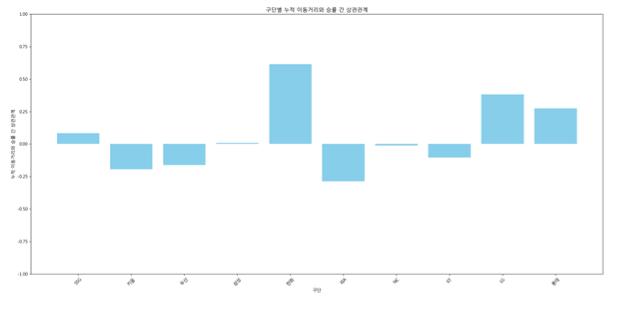 구단별 누적 이동거리와 승률 간 상관관계
누적 이동거리와 승률 간 상관관계
1.00
0.75
0.50
0.25
0.00
-0.25
-0.50
-0.75
-1.00
SSG
키움
두산
삼성
한화
KIA
NC
KT
LG
롯데
구단